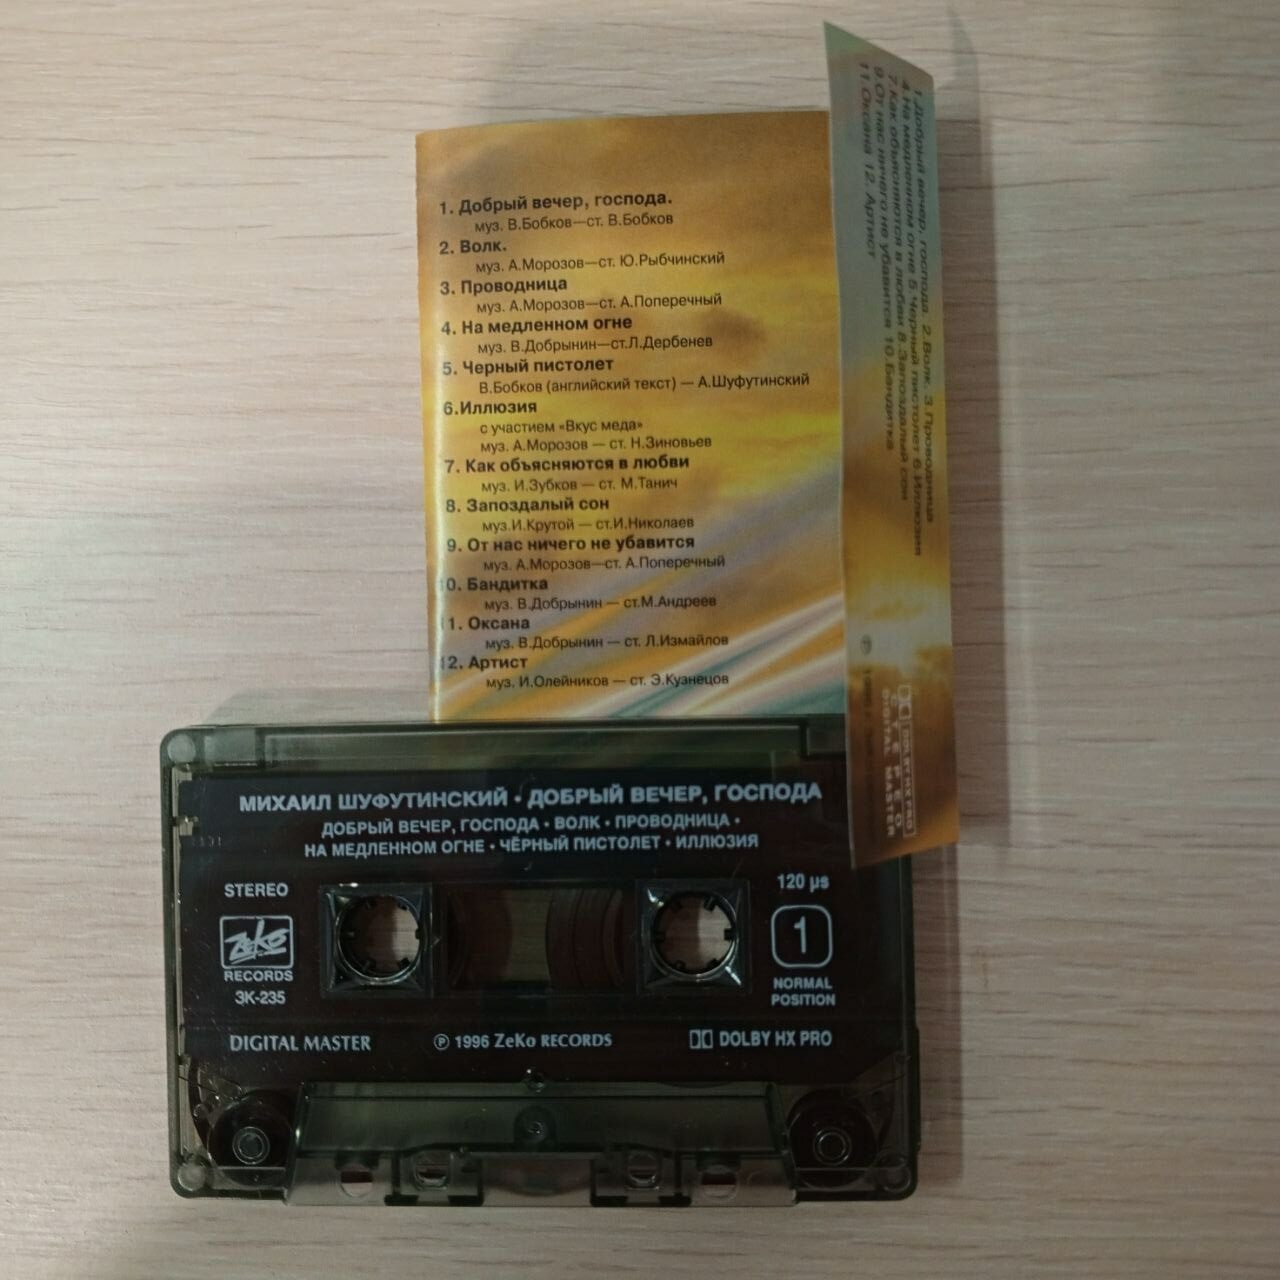 1. Добрый вечер, господа.
муз. В.Бобков—ст. В.Бобков
2. Волк.
муз. А.Морозов—ст. Ю.Рыбчинский
3. Проводница
муз. А.Морозов—ст. А.Поперечный
4. На медленном огне
муз. В.Добрынин—ст.Л.Дербенев
5. Черный пистолет
В.Бобков (английский текст) — А.Шуфутинский
6.Иллюзия
с участием «Вкус меда»
муз. А.Морозов — ст. Н.Зиновьев
7. Как объясняются в любви
муз. И.Зубков — ст. М.Танич
8. Запоздалый сон
муз.И.Крутой — ст.И.Николаев
9. От нас ничего не убавится
муз. А.Морозов—ст. А.Поперечный
10. Бандитка
муз. В.Добрынин — ст.М.Андреев
11. Оксана
муз. В.Добрынин — ст. Л.Измайлов
12. Артист
муз. И.Олейников — ст. Э.Кузнецов
1.Добрый вечер, господа. 2.Волк. 3.Проводница
4.На медленном огне 5.Черный пистолет 6.Иллюзия
7.Как объясняются в любви 8.Запоздалый сон
9.От нас ничего не убавится 10.Бандитка
11.Оксана 12. Артист
℗ 1996
DOLBY HX PRO
СТЕРЕО
DIGITAL MASTER
МИХАИЛ ШУФУТИНСКИЙ • ДОБРЫЙ ВЕЧЕР, ГОСПОДА
ДОБРЫЙ ВЕЧЕР, ГОСПОДА • ВОЛК • ПРОВОДНИЦА •
НА МЕДЛЕННОМ ОГНЕ • ЧЁРНЫЙ ПИСТОЛЕТ • ИЛЛЮЗИЯ
STEREO
120 µs
ZeKo
RECORDS
ЗК-235
1
NORMAL
POSITION
DIGITAL MASTER
℗ 1996 ZeKo RECORDS
DOLBY HX PRO